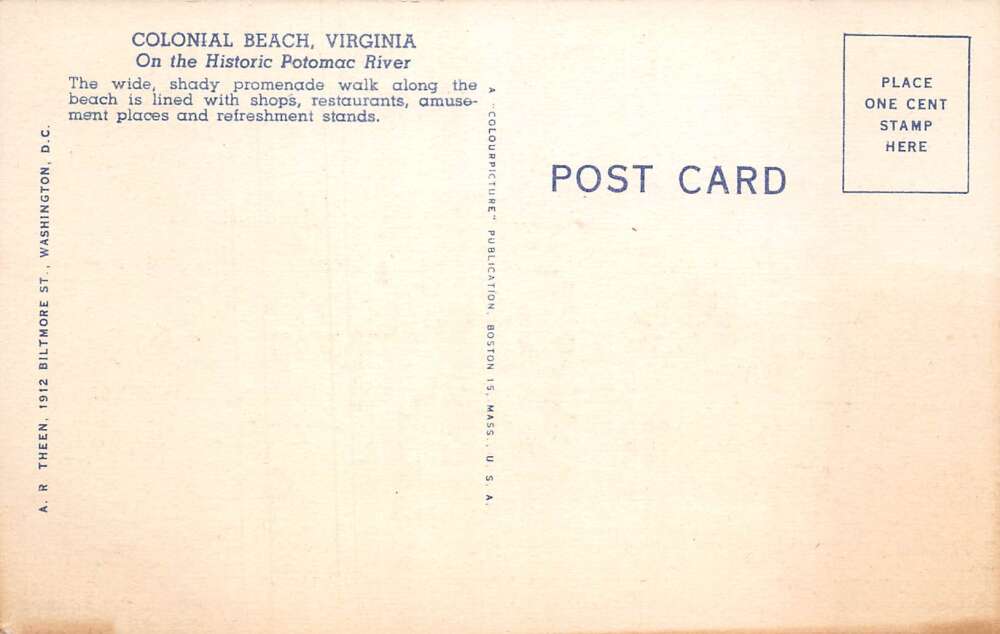 COLONIAL BEACH, VIRGINIA
On the Historic Potomac River
The wide, shady promenade walk along the
beach is lined with shops, restaurants, amuse-
ment places and refreshment stands.
A. R THEEN, 1912 BILTMORE ST., WASHINGTON, D.C.
A "COLOURPICTURE" PUBLICATION, BOSTON 15, MASS., U. S. A.
POST CARD
PLACE
ONE CENT
STAMP
HERE